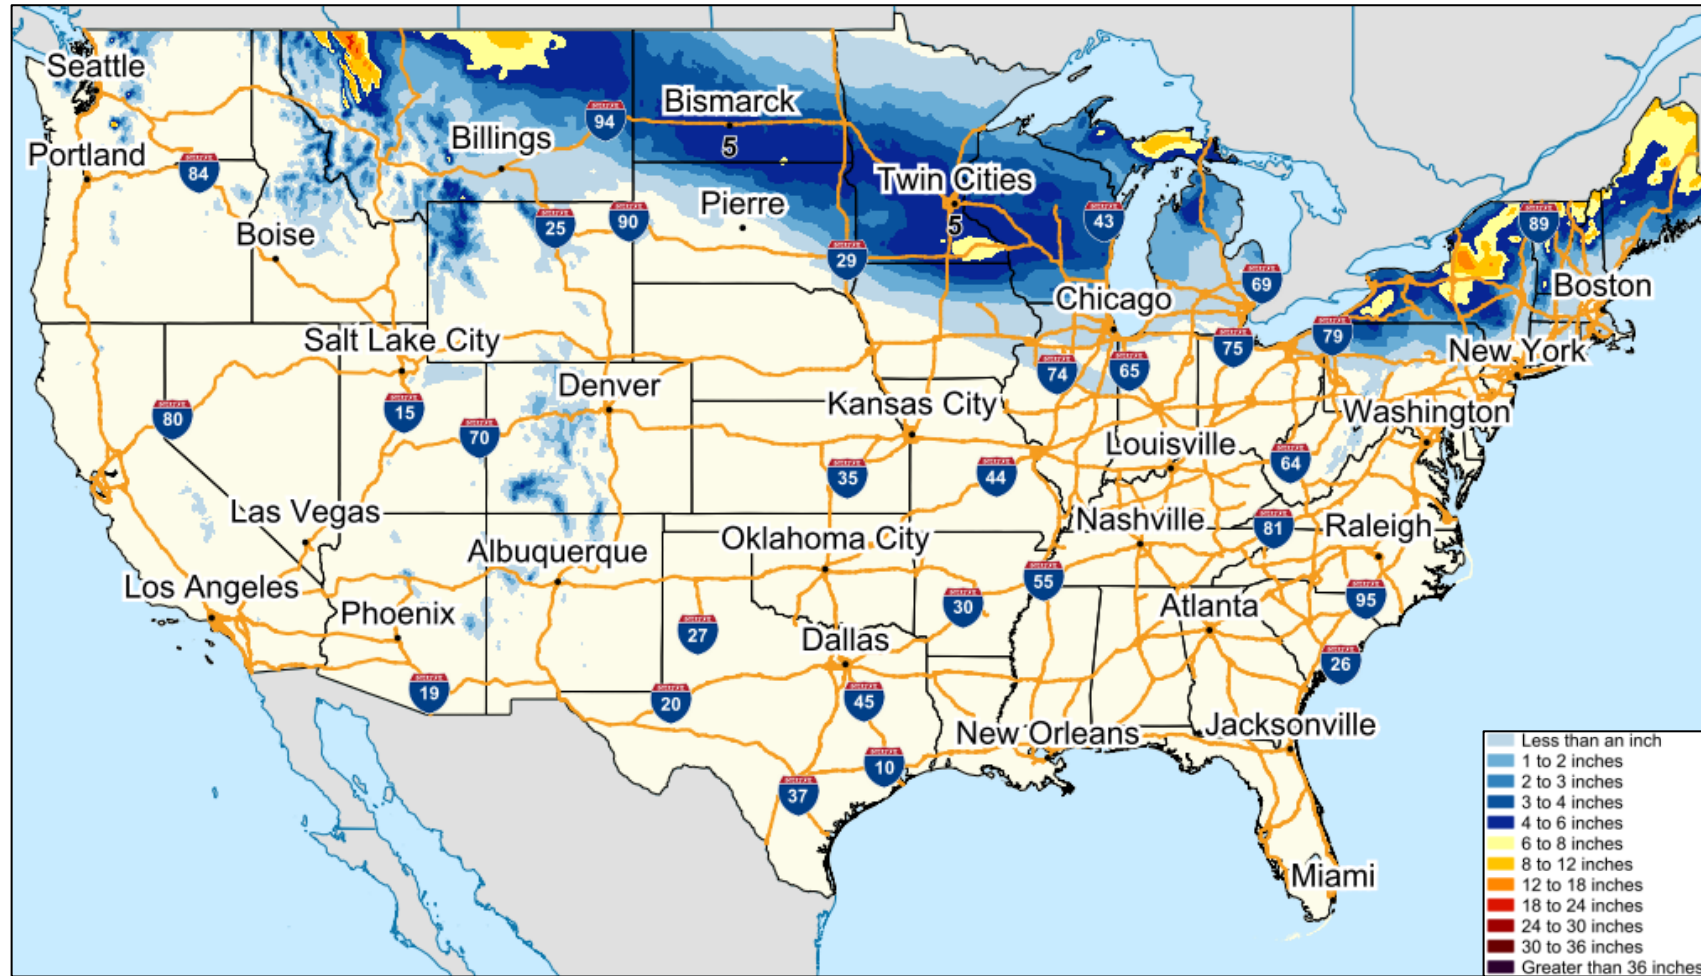 Seattle
Portland
84
Boise
Billings
94
Bismarck
5
Pierre
25
90
Twin Cities
5
29
43
69
Chicago
89
Boston
79
New York
75
65
74
Salt Lake City
15
80
70
Denver
Kansas City
35
44
Louisville
Washington
64
81
Las Vegas
Los Angeles
Phoenix
19
Albuquerque
Oklahoma City
27
20
Dallas
45
30
55
Nashville
Raleigh
95
Atlanta
26
37
10
New Orleans
Jacksonville
Miami
Less than an inch
1 to 2 inches
2 to 3 inches
3 to 4 inches
4 to 6 inches
6 to 8 inches
8 to 12 inches
12 to 18 inches
18 to 24 inches
24 to 30 inches
30 to 36 inches
Greater than 36 inches